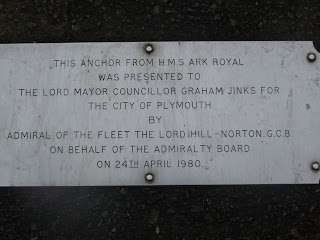 THIS ANCHOR FROM H.M.S. ARK ROYAL
WAS PRESENTED TO
THE LORD MAYOR COUNCILLOR GRAHAM JINKS FOR
THE CITY OF PLYMOUTH
BY
ADMIRAL OF THE FLEET THE LORD HILL-NORTON. G.C.B.
ON BEHALF OF THE ADMIRALTY BOARD
ON 24TH APRIL 1980.